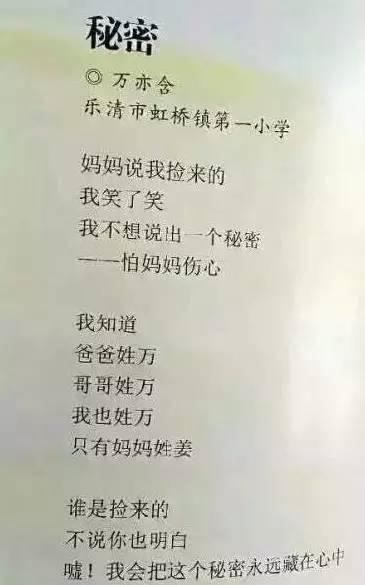 秘密
◎ 万亦含
乐清市虹桥镇第一小学
妈妈说我捡来的
我笑了笑
我不想说出一个秘密
——怕妈妈伤心
我知道
爸爸姓万
哥哥姓万
我也姓万
只有妈妈姓姜
谁是捡来的
不说你也明白
嘘！我会把这个秘密永远藏在心中